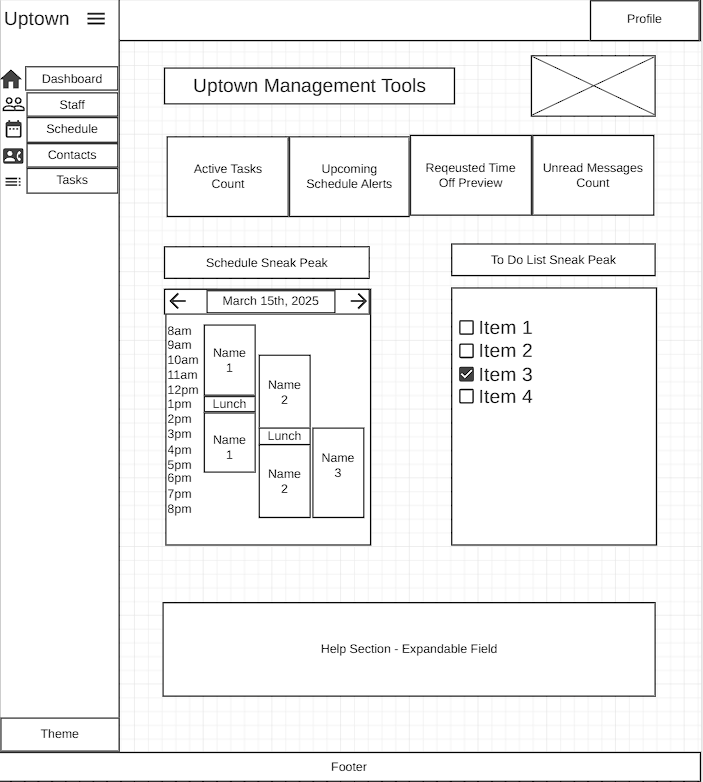 Uptown
Profile
Dashboard
Staff
Schedule
Contacts
Tasks
Theme
Uptown Management Tools
Active Tasks
Count
Upcoming
Schedule Alerts
Reqeusted Time
Off Preview
Unread Messages
Count
Schedule Sneak Peak
March 15th, 2025
8am
9am
10am
11am
12pm
1pm
2pm
3pm
4pm
5pm
6pm
7pm
8pm
Name
1
Lunch
Name
1
Name
2
Lunch
Name
2
Name
3
To Do List Sneak Peak
Item 1
Item 2
Item 3
Item 4
Help Section - Expandable Field
Footer